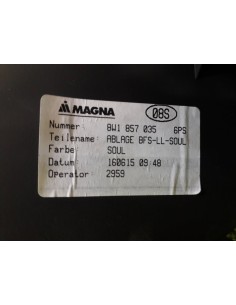 MAGNA 08S
Nummer : 8W1 857 035 6PS
Teilename : ABLAGE BFS-LL-SOUL
Farbe : SOUL
Datum : 160615 09:48
Operator : 2959